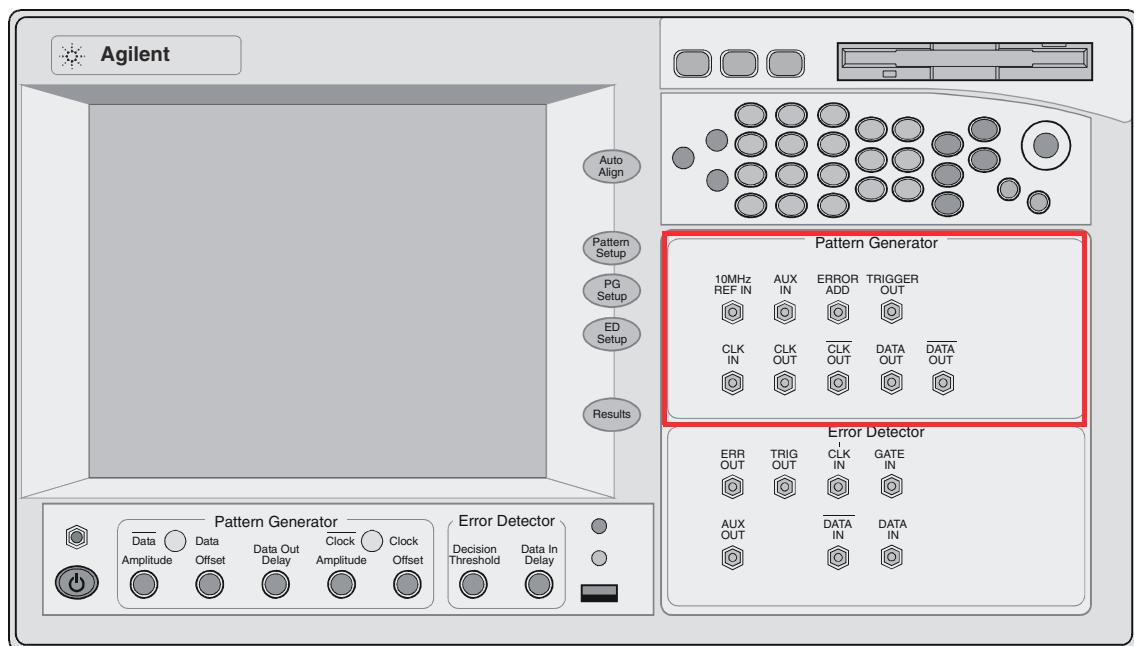 Agilent
Auto
Align
Pattern
Setup
PG
Setup
ED
Setup
Results
Pattern Generator
10MHz
REF IN
AUX
IN
ERROR
ADD
TRIGGER
OUT
CLK
IN
CLK
OUT
CLK
OUT
DATA
OUT
DATA
OUT
Error Detector
ERR
OUT
TRIG
OUT
CLK
IN
GATE
IN
AUX
OUT
DATA
IN
DATA
IN
Pattern Generator
Data
Data
Amplitude
Offset
Data Out
Delay
Clock
Clock
Amplitude
Offset
Error Detector
Decision
Threshold
Data In
Delay